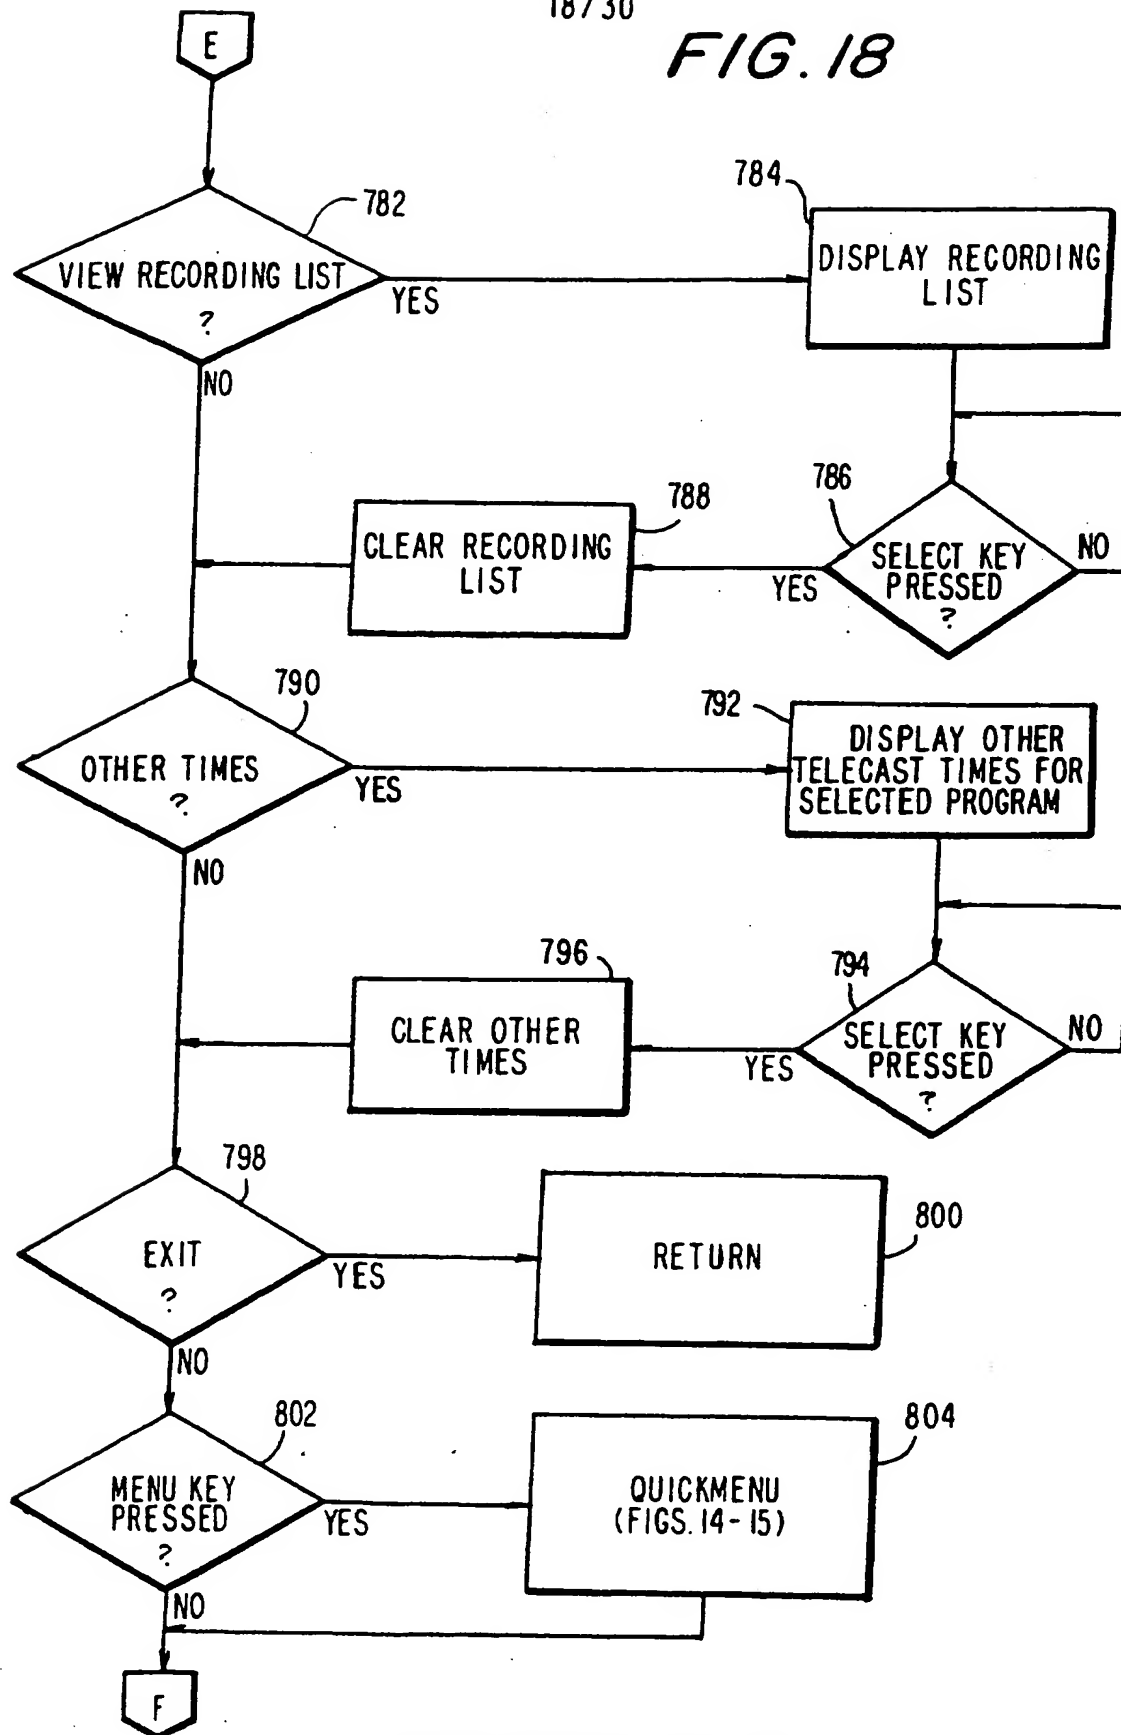 18/30
FIG. 18
E
782
VIEW RECORDING LIST
?
YES
NO
784
DISPLAY RECORDING
LIST
786
SELECT KEY
PRESSED
?
NO
YES
788
CLEAR RECORDING
LIST
790
OTHER TIMES
?
YES
NO
792
DISPLAY OTHER
TELECAST TIMES FOR
SELECTED PROGRAM
794
SELECT KEY
PRESSED
?
NO
YES
796
CLEAR OTHER
TIMES
798
EXIT
?
YES
NO
800
RETURN
802
MENU KEY
PRESSED
?
YES
NO
804
QUICKMENU
(FIGS. 14-15)
F